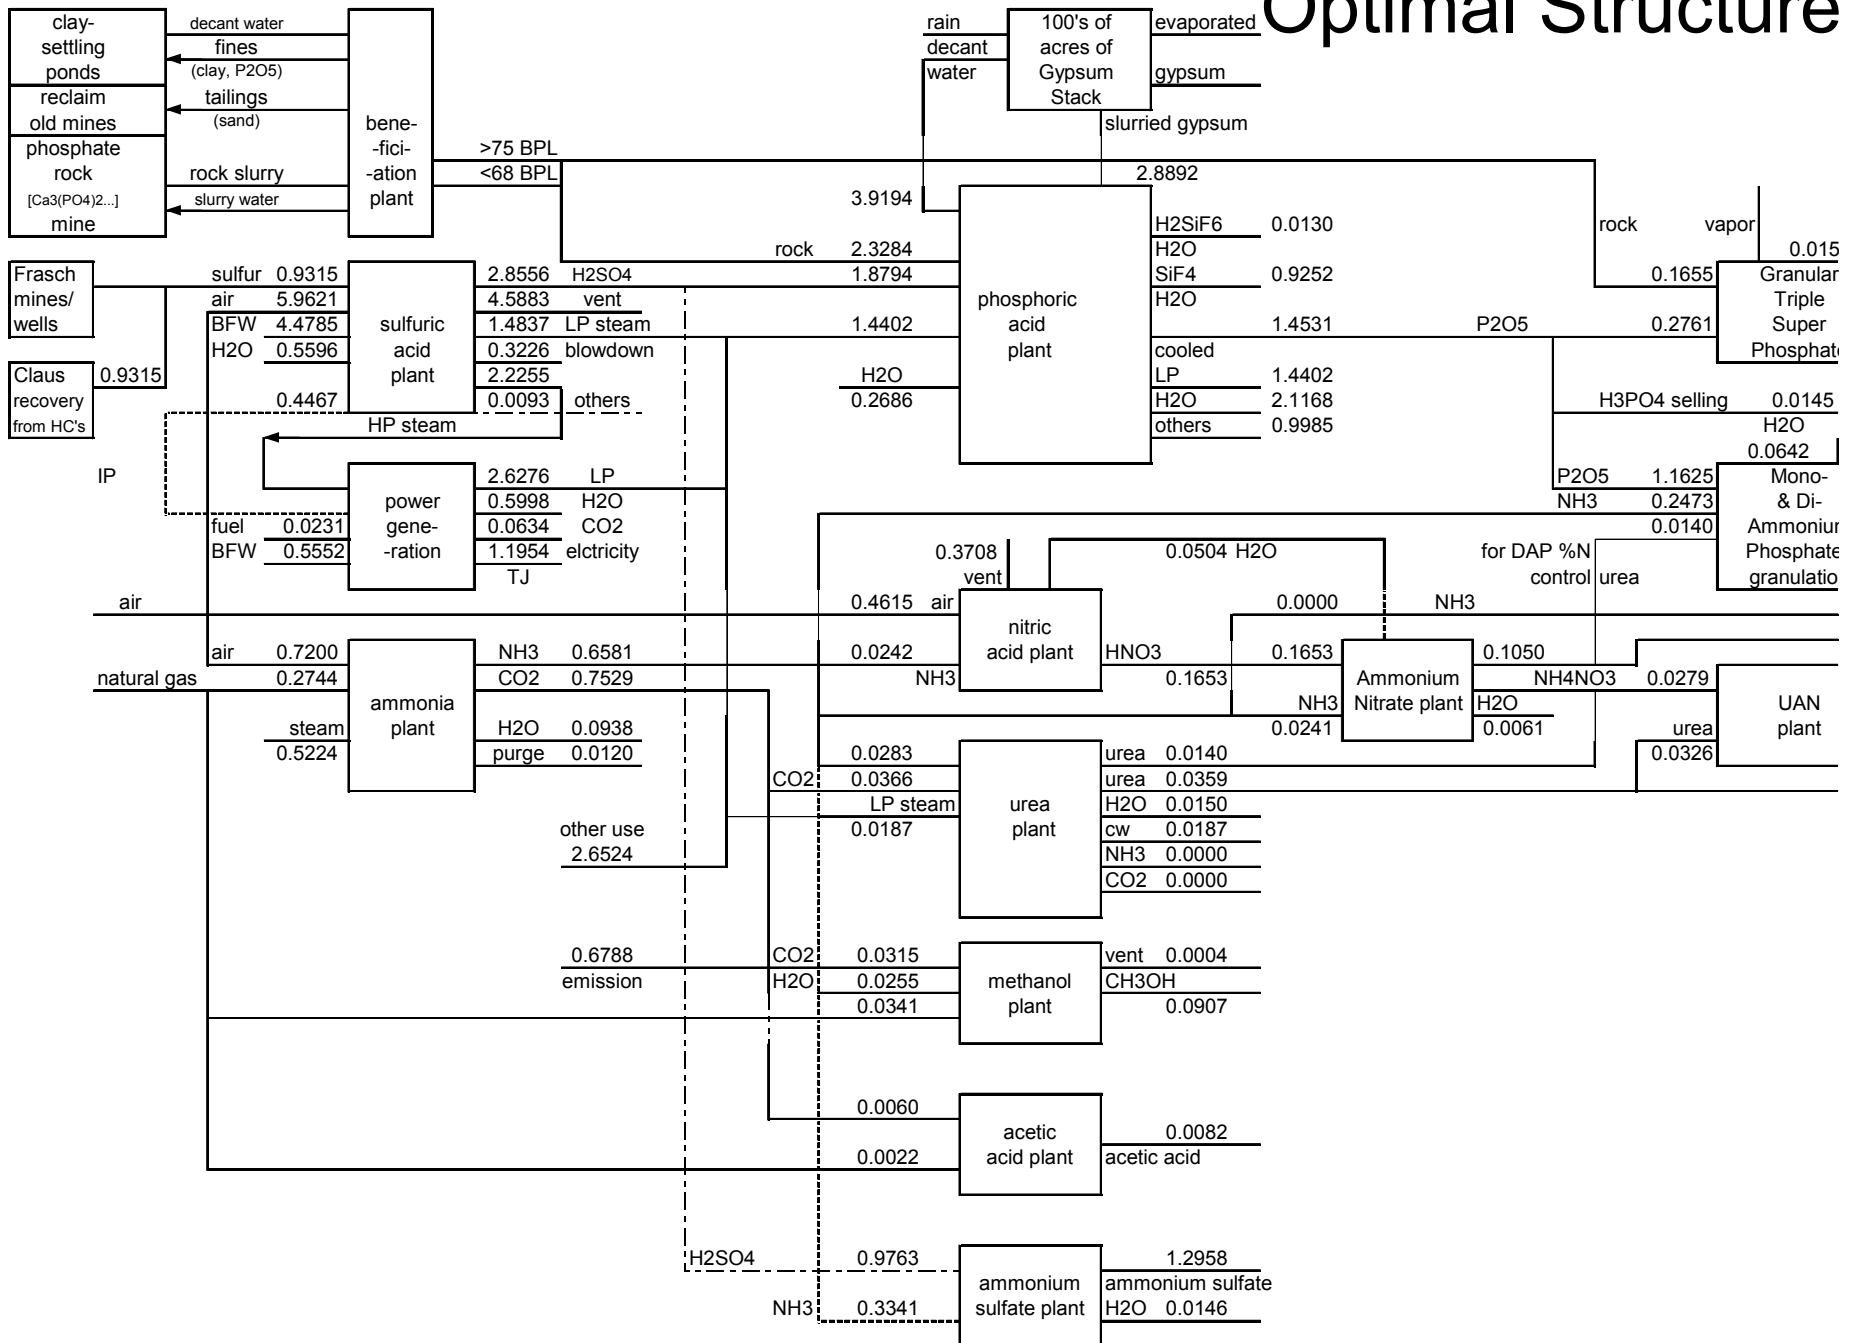 Optimal Structure
clay-
settling
ponds
reclaim
old mines
phosphate
rock
[Ca3(PO4)2...]
mine
decant water
fines
(clay, P2O5)
tailings
(sand)
rock slurry
slurry water
bene-
-fici-
-ation
plant
>75 BPL
<68 BPL
rain
decant
water
100's of
acres of
Gypsum
Stack
evaporated
gypsum
slurried gypsum
2.8892
3.9194
rock 2.3284
1.8794
1.4402
H2O
0.2686
phosphoric
acid
plant
H2SiF6 0.0130
H2O
SiF4 0.9252
H2O
1.4531 P2O5
cooled
LP 1.4402
H2O 2.1168
others 0.9985
rock
vapor
0.015
0.1655
0.2761
Granular
Triple
Super
Phosphate
H3PO4 selling 0.0145
H2O
0.0642
P2O5 1.1625
NH3 0.2473
0.0140
Mono-
& Di-
Ammonium
Phosphate
granulatio
for DAP %N
control urea
Frasch
mines/
wells
Claus
recovery
from HC's
0.9315
sulfur 0.9315
air 5.9621
BFW 4.4785
H2O 0.5596
0.4467
sulfuric
acid
plant
2.8556 H2SO4
4.5883 vent
1.4837 LP steam
0.3226 blowdown
2.2255
0.0093 others
HP steam
IP
fuel 0.0231
BFW 0.5552
power
gene-
-ration
2.6276 LP
0.5998 H2O
0.0634 CO2
1.1954 elctricity
TJ
air
0.4615 air
0.3708
vent
0.0504 H2O
nitric
acid plant
0.0242
NH3
HNO3
0.1653
0.0000 NH3
0.1653
NH3
0.0241
Ammonium
Nitrate plant
0.1050
NH4NO3 0.0279
H2O
0.0061
urea
0.0326
UAN
plant
air 0.7200
natural gas 0.2744
steam
0.5224
ammonia
plant
NH3 0.6581
CO2 0.7529
H2O 0.0938
purge 0.0120
other use
2.6524
0.0283
CO2 0.0366
LP steam
0.0187
urea
plant
urea 0.0140
urea 0.0359
H2O 0.0150
cw 0.0187
NH3 0.0000
CO2 0.0000
0.6788
emission
CO2 0.0315
H2O 0.0255
0.0341
methanol
plant
vent 0.0004
CH3OH
0.0907
0.0060
0.0022
acetic
acid plant
0.0082
acetic acid
H2SO4 0.9763
NH3 0.3341
ammonium
sulfate plant
1.2958
ammonium sulfate
H2O 0.0146